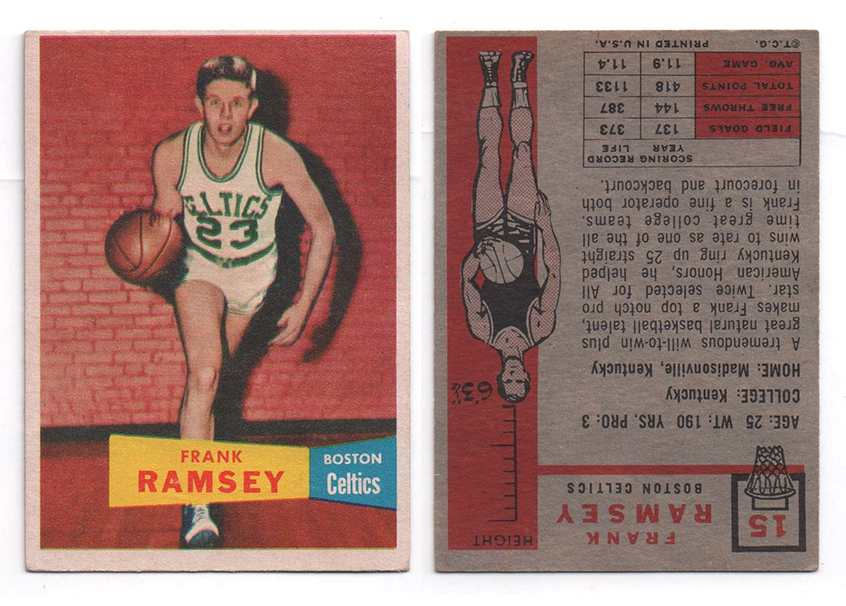 CELTICS
23
FRANK
RAMSEY
BOSTON
Celtics
15
FRANK
RAMSEY
BOSTON CELTICS
HEIGHT
6'3½"
AGE: 25 WT: 190 YRS. PRO: 3
COLLEGE: Kentucky
HOME: Madisonville, Kentucky
A tremendous will-to-win plus
great natural basketball talent,
makes Frank a top notch pro
star. Twice selected for All
American Honors, he helped
Kentucky ring up 25 straight
wins to rate as one of the all
time great college teams.
Frank is a fine operator both
in forecourt and backcourt.
SCORING RECORD YEAR LIFE
FIELD GOALS 137 373
FREE THROWS 144 387
TOTAL POINTS 418 1133
AVG. GAME 11.9 11.4
©T.C.G. PRINTED IN U.S.A.